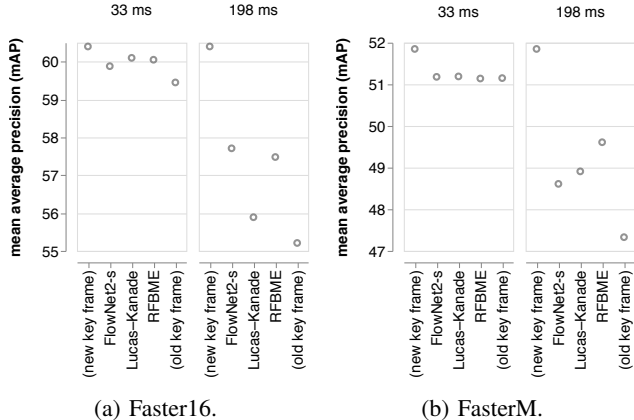 33 ms 198 ms
mean average precision (mAP)
60
59
58
57
56
55
(new key frame)
FlowNet2-s
Lucas–Kanade
RFBME
(old key frame)
(new key frame)
FlowNet2-s
Lucas–Kanade
RFBME
(old key frame)
(a) Faster16.
33 ms 198 ms
mean average precision (mAP)
52
51
50
49
48
47
(new key frame)
FlowNet2-s
Lucas–Kanade
RFBME
(old key frame)
(new key frame)
FlowNet2-s
Lucas–Kanade
RFBME
(old key frame)
(b) FasterM.